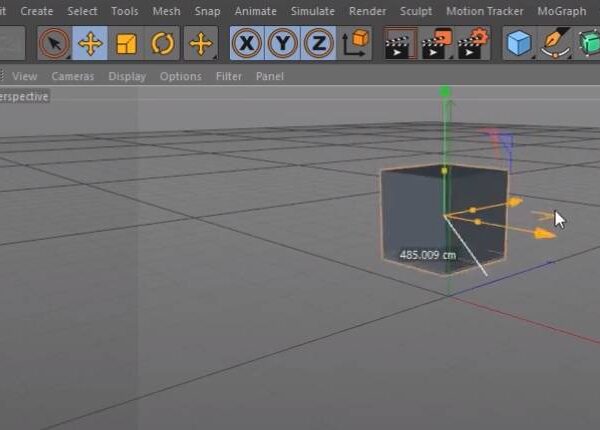 it Create Select Tools Mesh Snap Animate Simulate Render Sculpt Motion Tracker MoGraph
X Y Z
View Cameras Display Options Filter Panel
erspective
485.009 cm